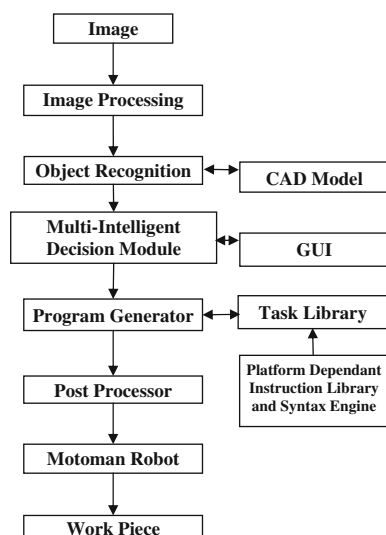 Image
Image Processing
Object Recognition
CAD Model
Multi-Intelligent
Decision Module
GUI
Program Generator
Task Library
Platform Dependant
Instruction Library
and Syntax Engine
Post Processor
Motoman Robot
Work Piece